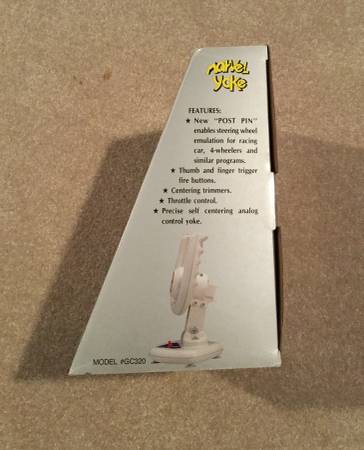 marvel
yoke
FEATURES:
★ New "POST PIN"
enables steering wheel
emulation for racing
car, 4-wheelers and
similar programs.
★ Thumb and finger trigger
fire buttons.
★ Centering trimmers.
★ Throttle control.
★ Precise self centering analog
control yoke.
MODEL #GC320